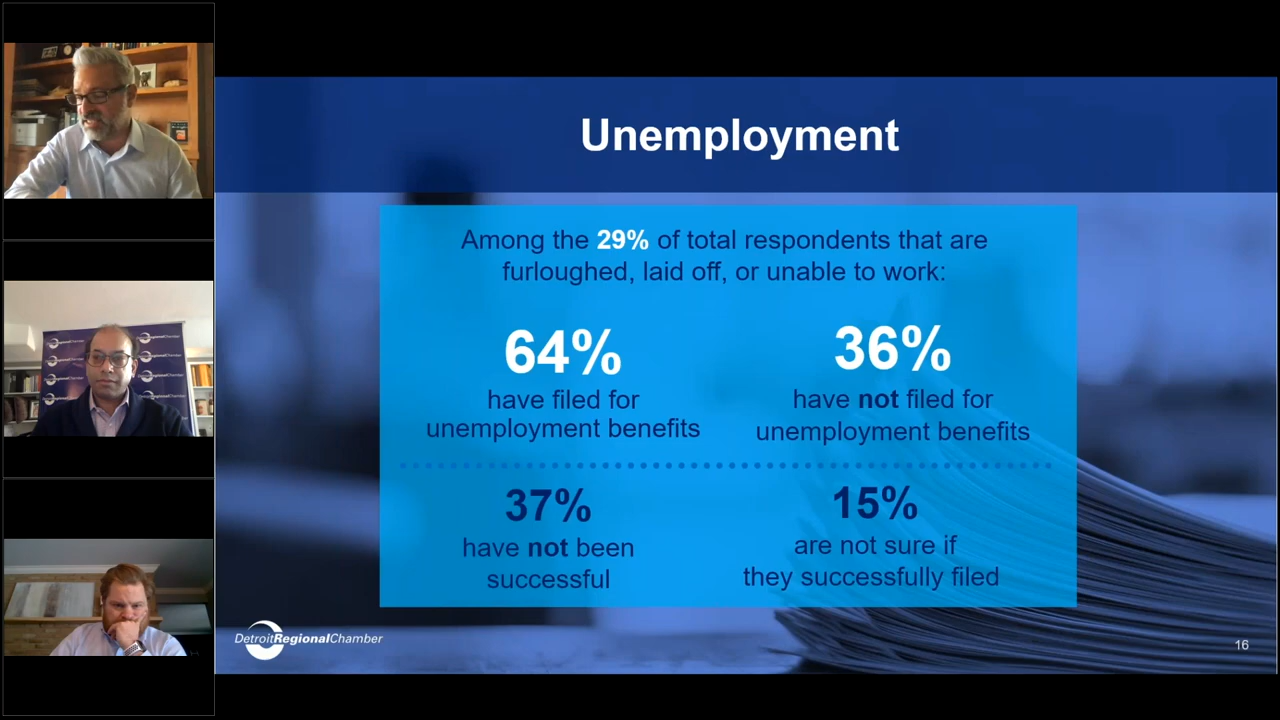 Unemployment
Among the 29% of total respondents that are
furloughed, laid off, or unable to work:
64%
have filed for
unemployment benefits
36%
have not filed for
unemployment benefits
37%
have not been
successful
15%
are not sure if
they successfully filed
DetroitRegionalChamber
16